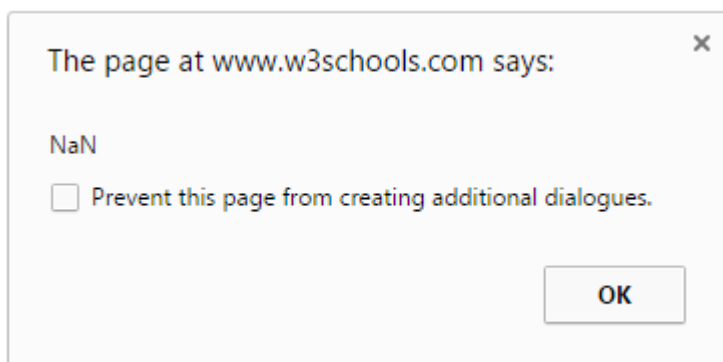 The page at www.w3schools.com says:
NaN
Prevent this page from creating additional dialogues.
OK